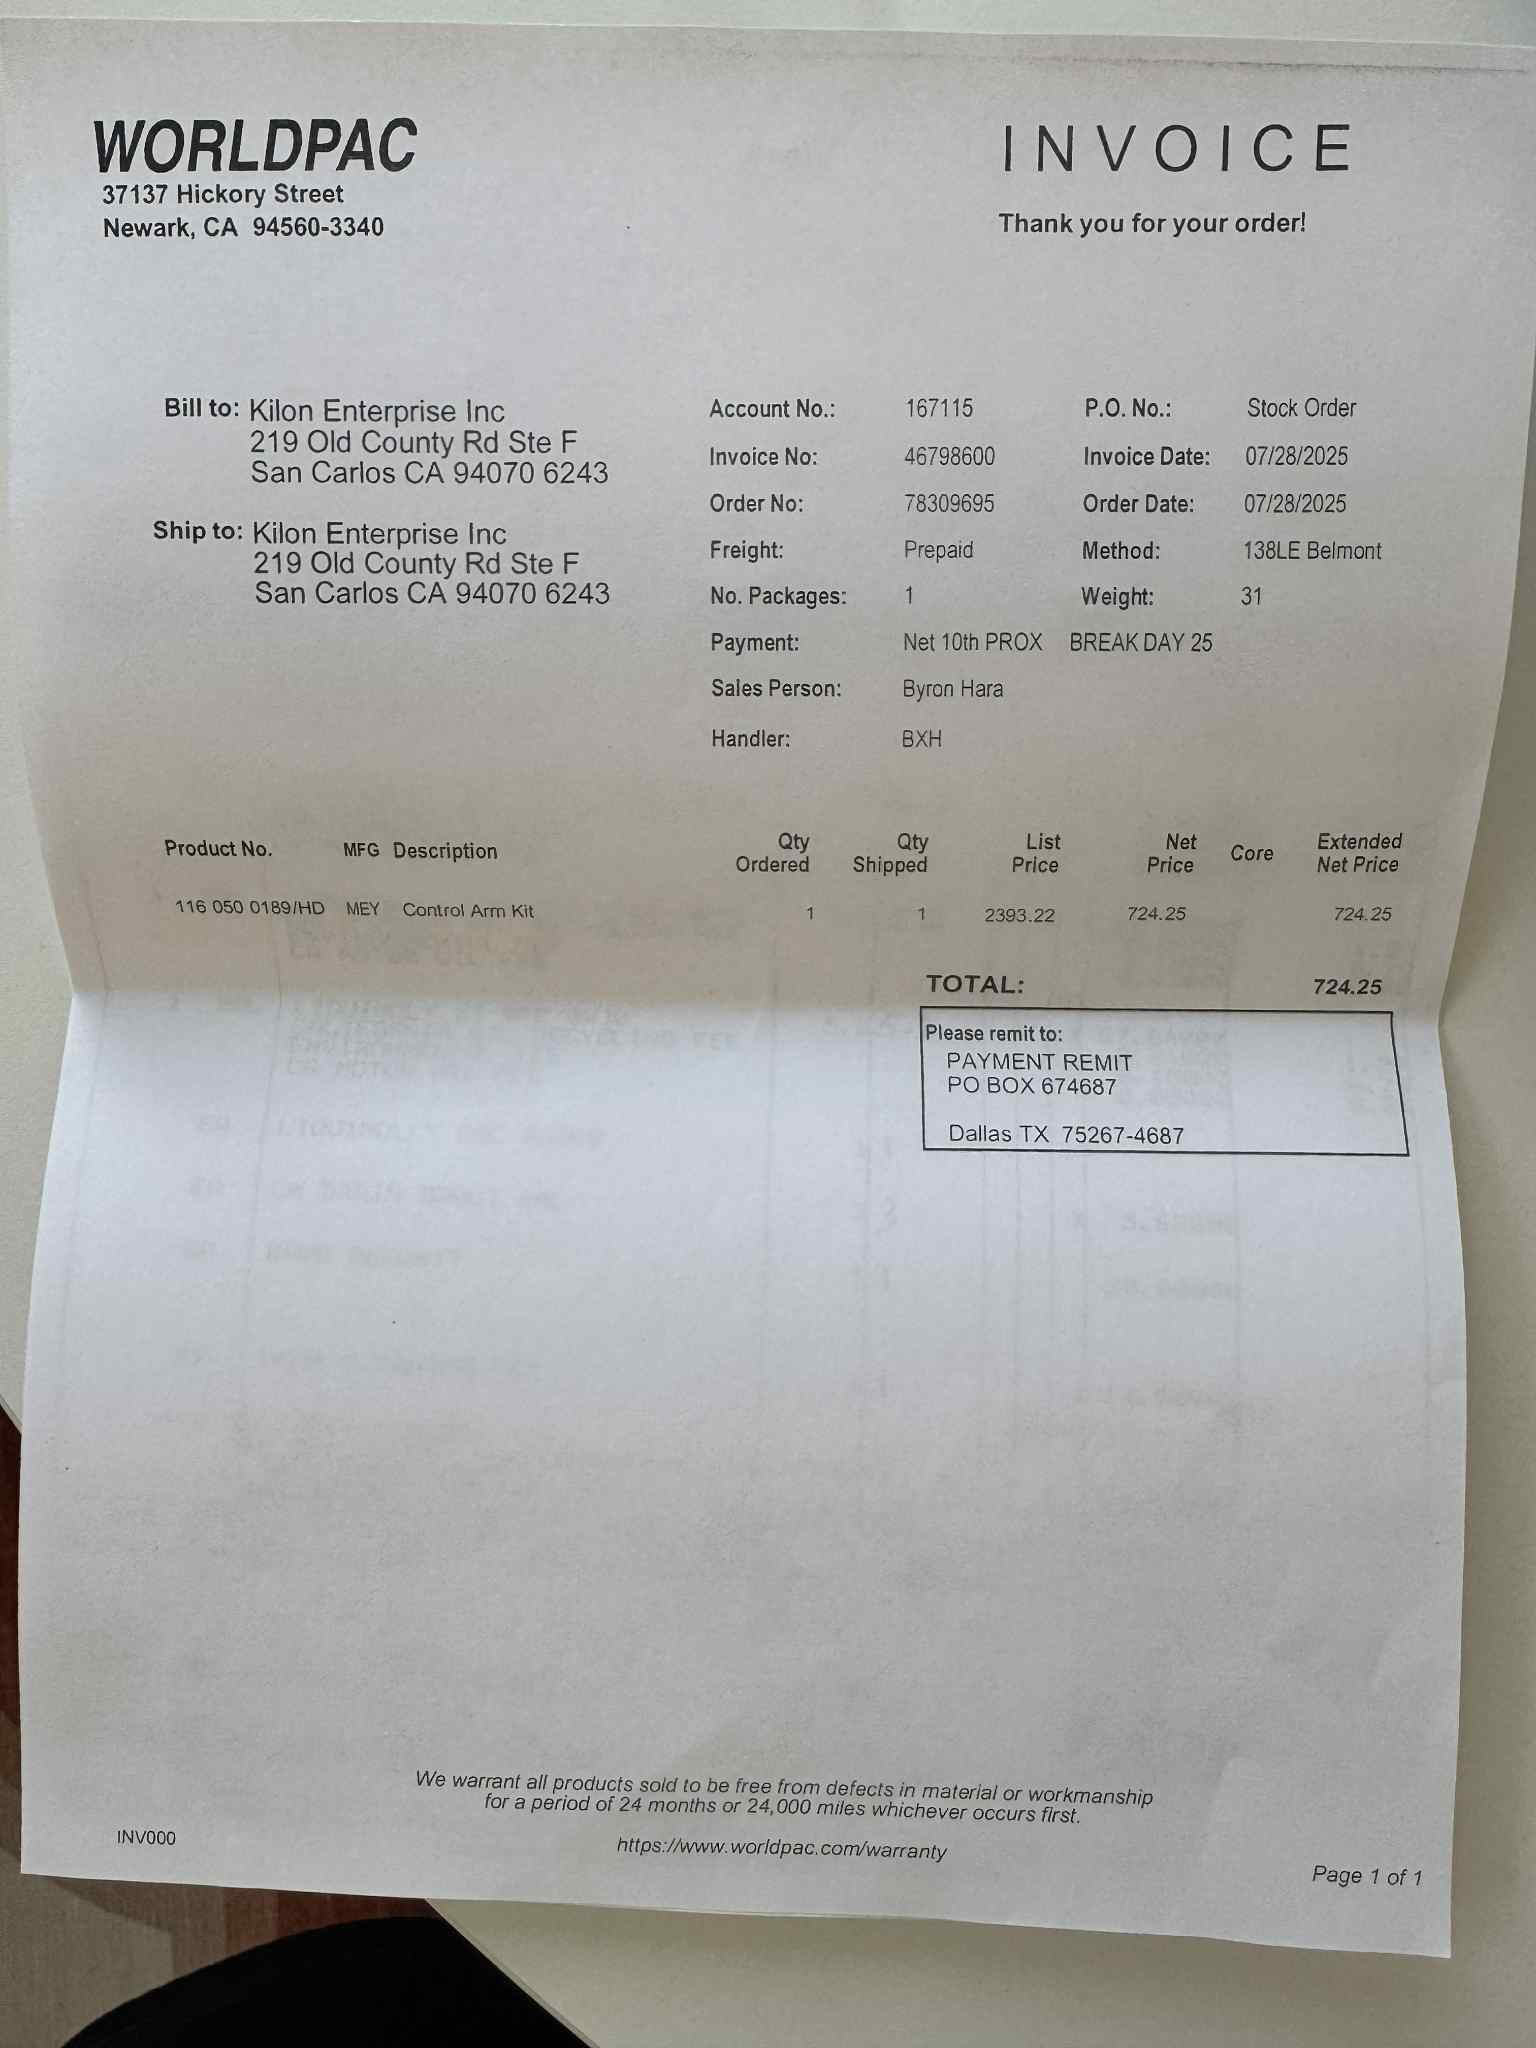 WORLDPAC
37137 Hickory Street
Newark, CA 94560-3340
INVOICE
Thank you for your order!
Bill to: Kilon Enterprise Inc
219 Old County Rd Ste F
San Carlos CA 94070 6243
Ship to: Kilon Enterprise Inc
219 Old County Rd Ste F
San Carlos CA 94070 6243
Account No.: 167115 P.O. No.: Stock Order
Invoice No: 46798600 Invoice Date: 07/28/2025
Order No: 78309695 Order Date: 07/28/2025
Freight: Prepaid Method: 138LE Belmont
No. Packages: 1 Weight: 31
Payment: Net 10th PROX BREAK DAY 25
Sales Person: Byron Hara
Handler: BXH
Product No. MFG Description Qty Ordered Qty Shipped List Price Net Price Core Extended Net Price
116 050 0189/HD MEY Control Arm Kit 1 1 2393.22 724.25 724.25
TOTAL: 724.25
Please remit to:
PAYMENT REMIT
PO BOX 674687
Dallas TX 75267-4687
We warrant all products sold to be free from defects in material or workmanship
for a period of 24 months or 24,000 miles whichever occurs first.
INV000
https://www.worldpac.com/warranty
Page 1 of 1